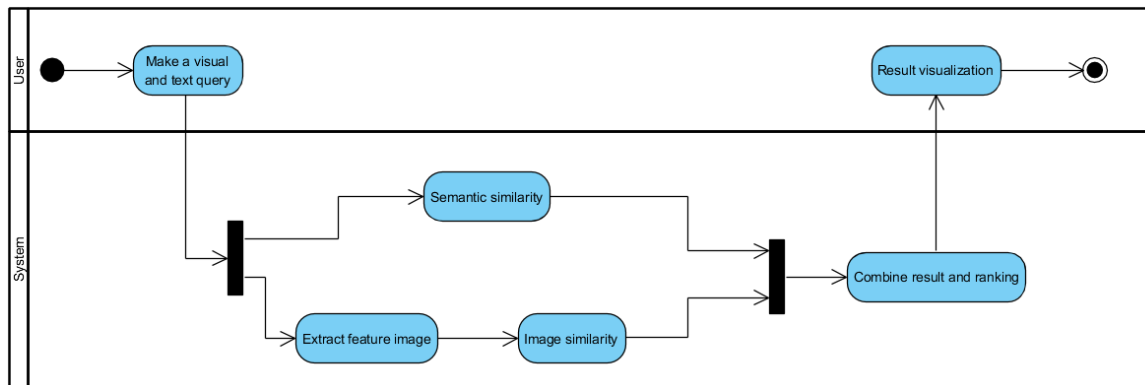 User
Make a visual
and text query
Result visualization
System
Semantic similarity
Combine result and ranking
Extract feature image
Image similarity